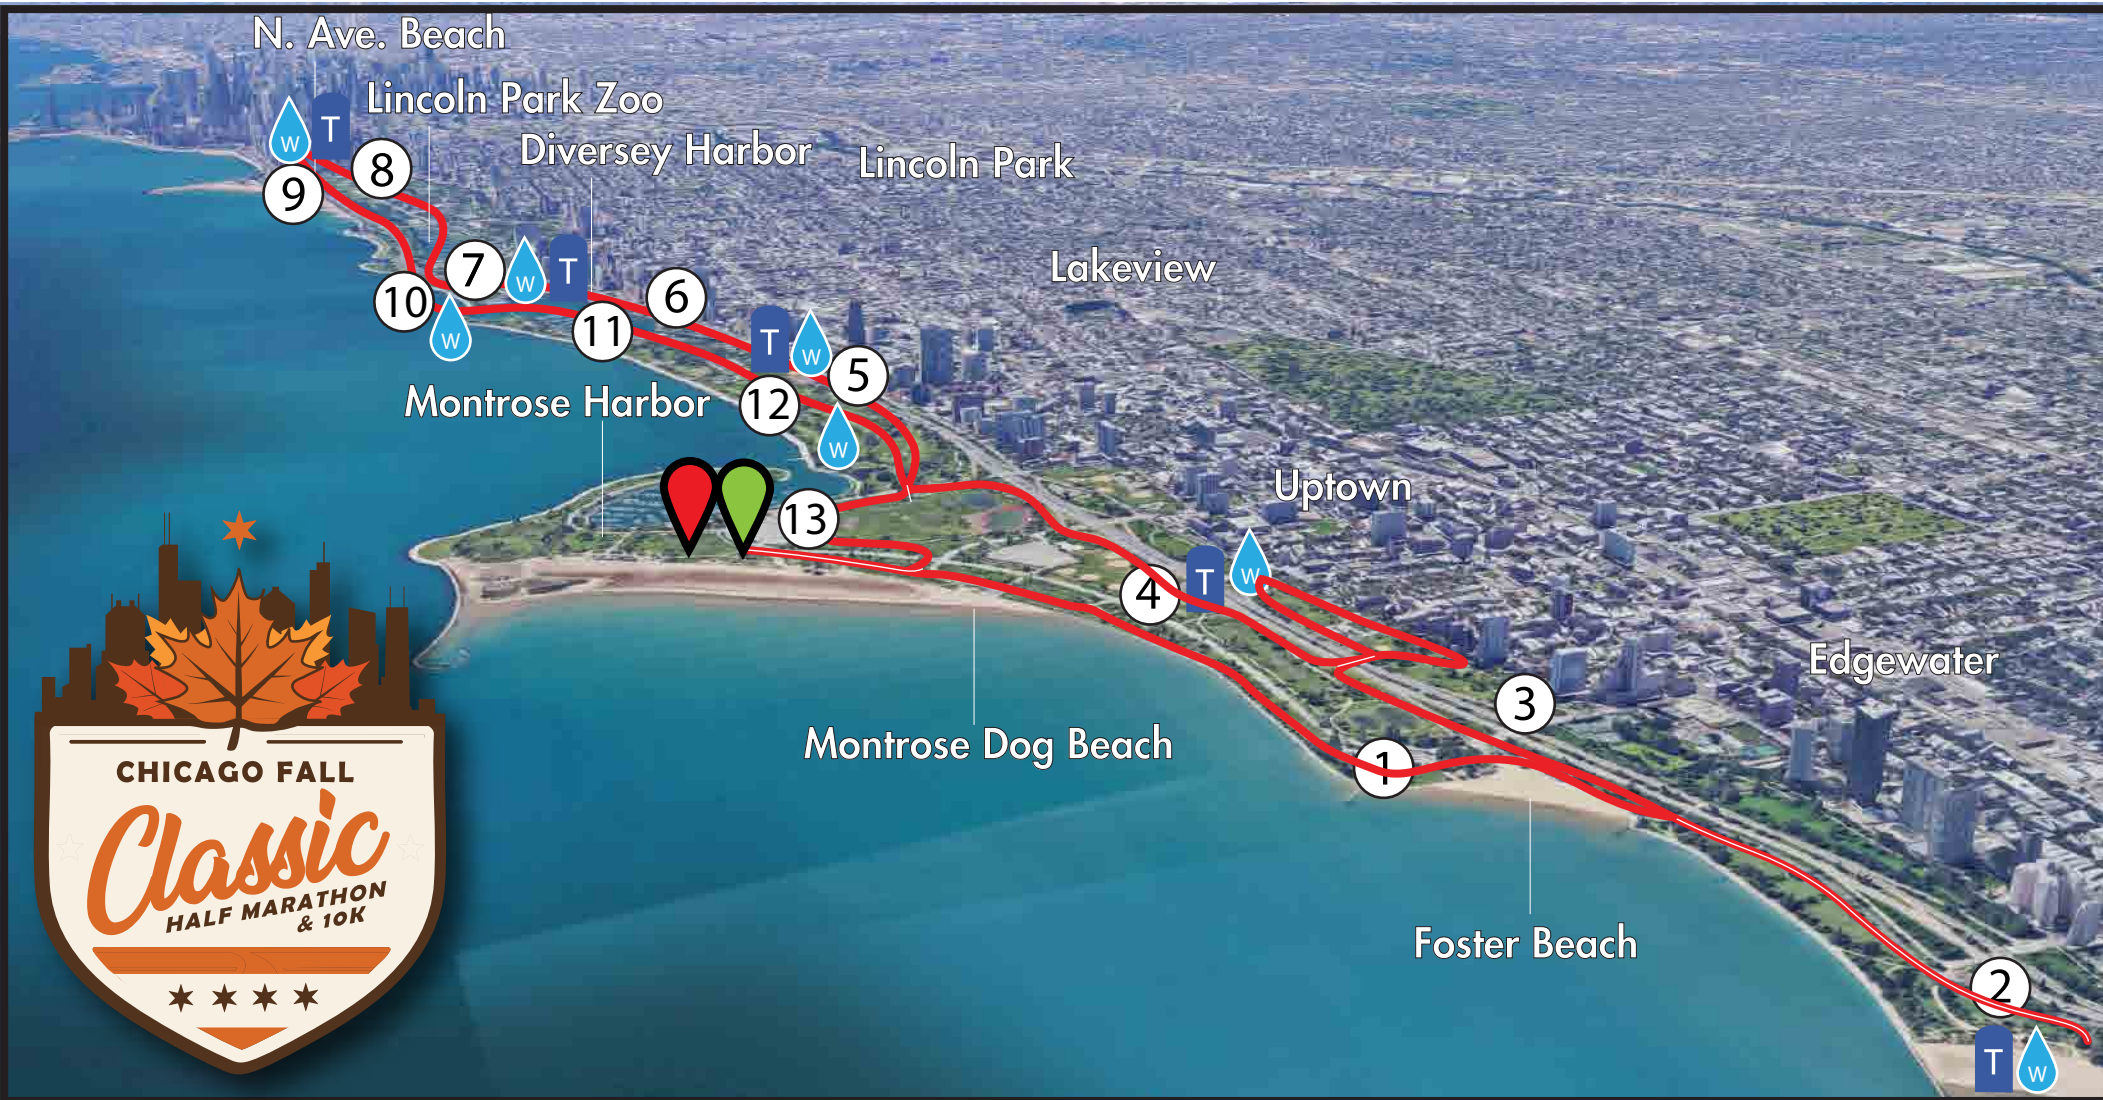 N. Ave. Beach
Lincoln Park Zoo
Diversey Harbor
Lincoln Park
W
T
8
9
Lakeview
7
W
T
6
10
W
11
T
W
5
12
W
Montrose Harbor
Uptown
13
4
T
W
Edgewater
3
Montrose Dog Beach
1
Foster Beach
2
T
W
CHICAGO FALL
Classic
HALF MARATHON
& 10K